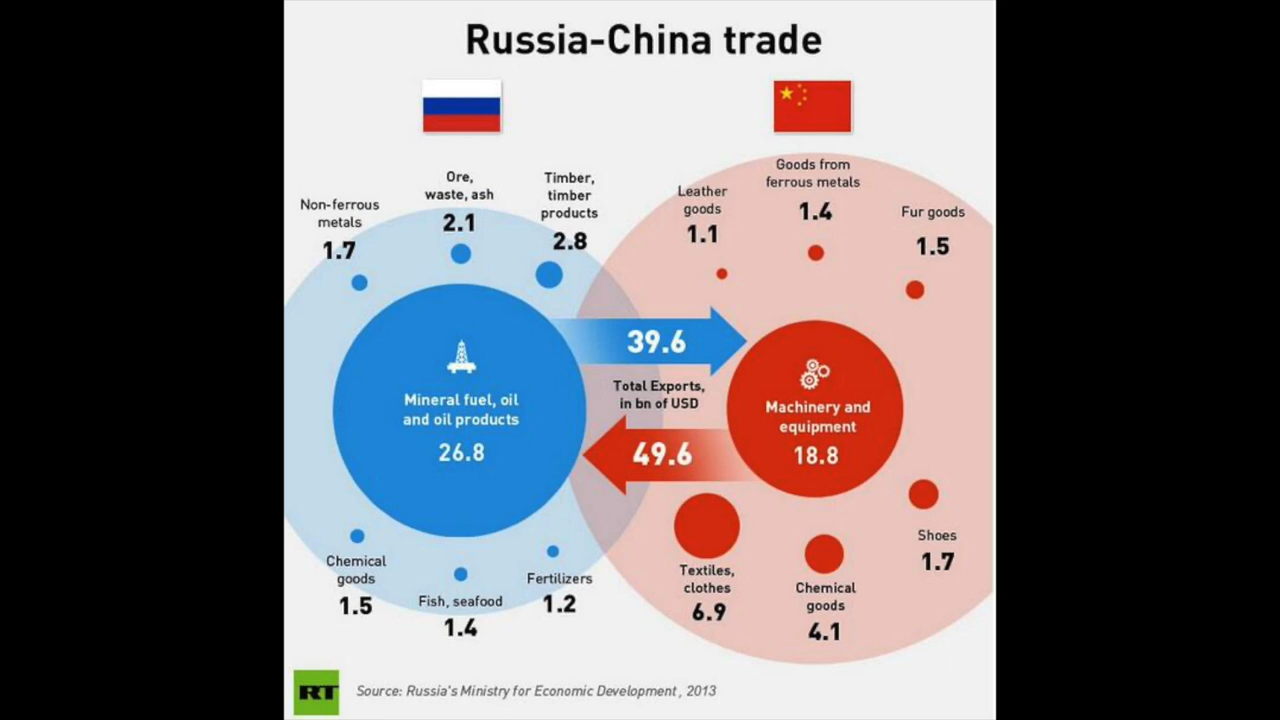 Russia-China trade
Non-ferrous
metals
1.7
Ore,
waste, ash
2.1
Timber,
timber
products
2.8
Leather
goods
1.1
Goods from
ferrous metals
1.4
Fur goods
1.5
39.6
Total Exports,
in bn of USD
49.6
Mineral fuel, oil
and oil products
26.8
Machinery and
equipment
18.8
Chemical
goods
1.5
Fish, seafood
1.4
Fertilizers
1.2
Textiles,
clothes
6.9
Chemical
goods
4.1
Shoes
1.7
RT
Source: Russia's Ministry for Economic Development, 2013